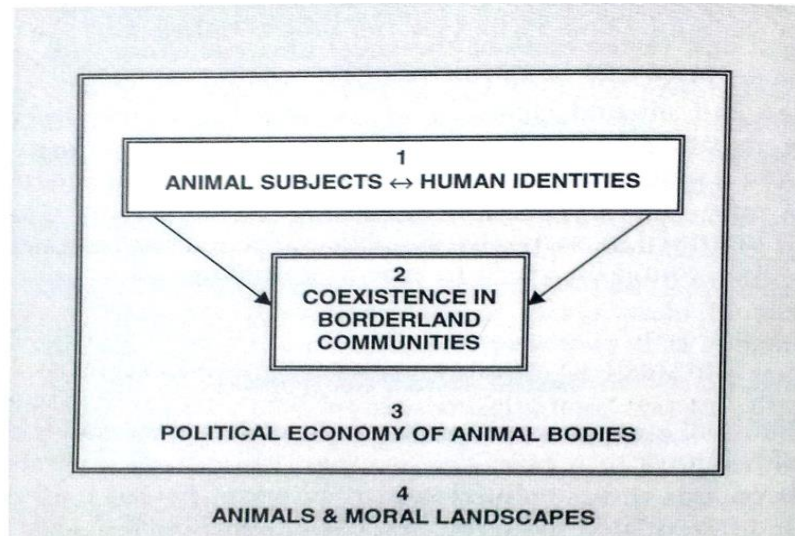 1
ANIMAL SUBJECTS ↔ HUMAN IDENTITIES
2
COEXISTENCE IN
BORDERLAND
COMMUNITIES
3
POLITICAL ECONOMY OF ANIMAL BODIES
4
ANIMALS & MORAL LANDSCAPES